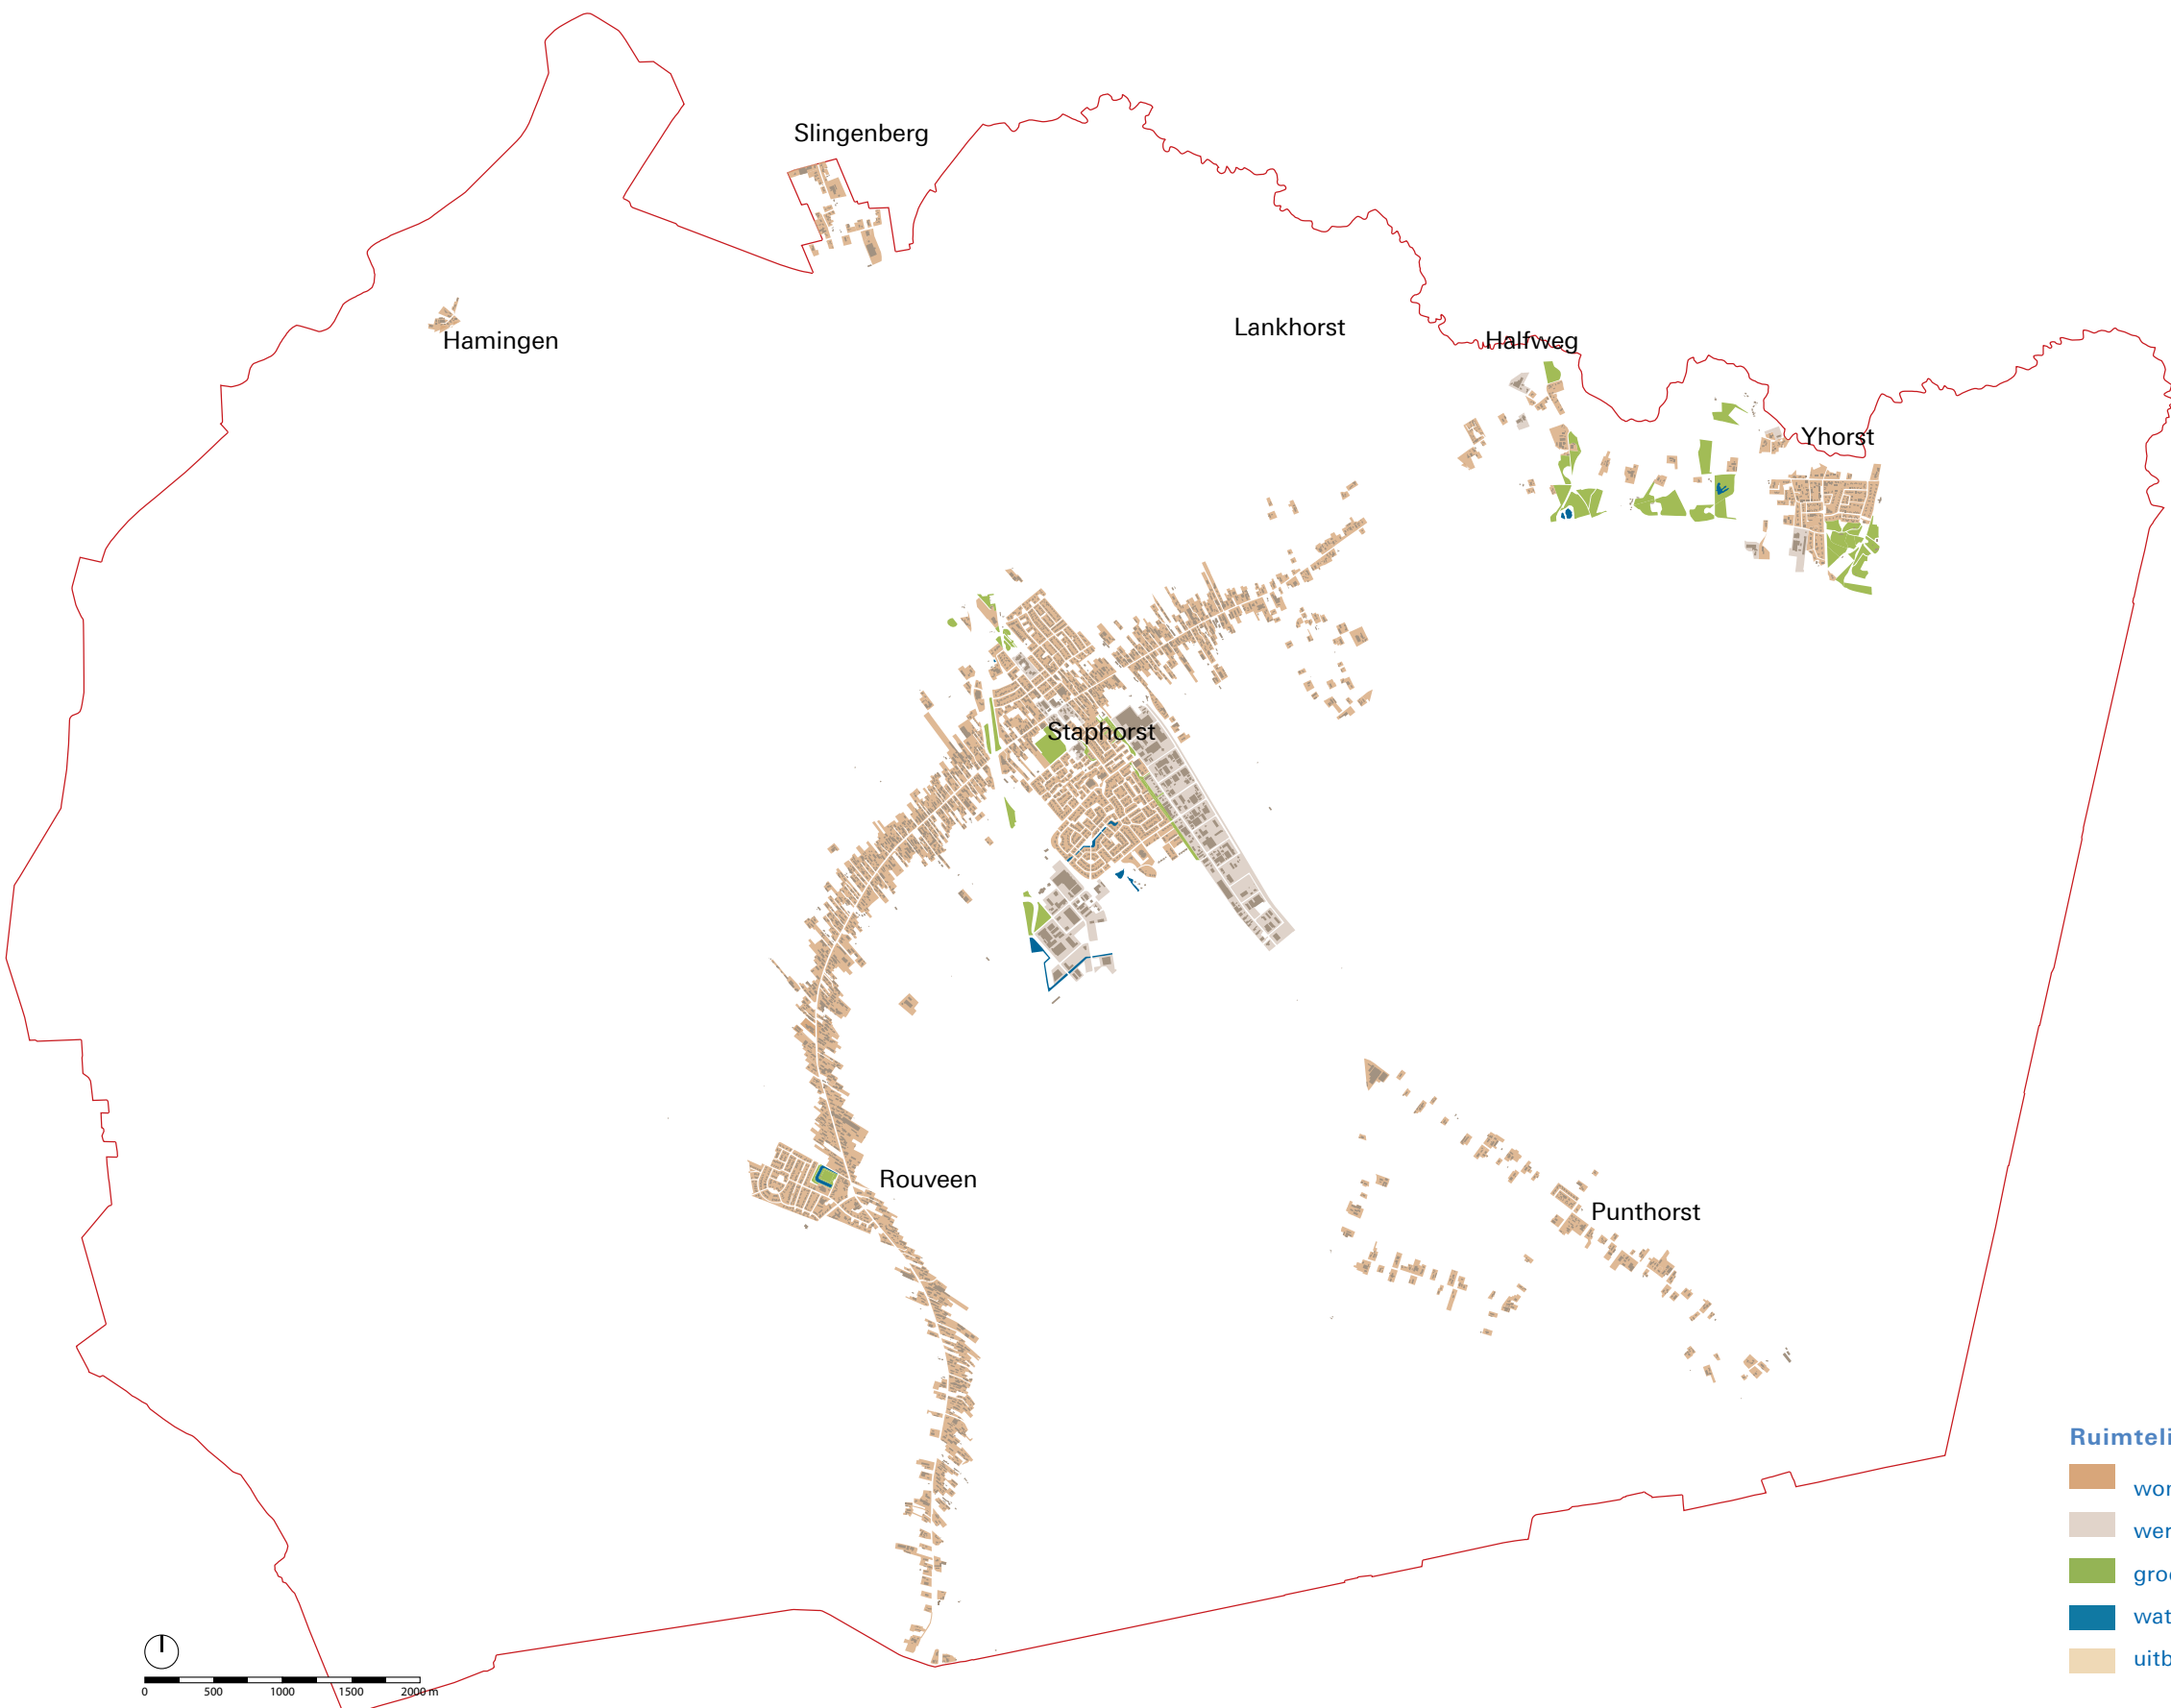 Slingenberg
Lankhorst
Halfweg
Hamingen
Yhorst
Staphorst
Rouveen
Punthorst
0 500 1000 1500 2000 m